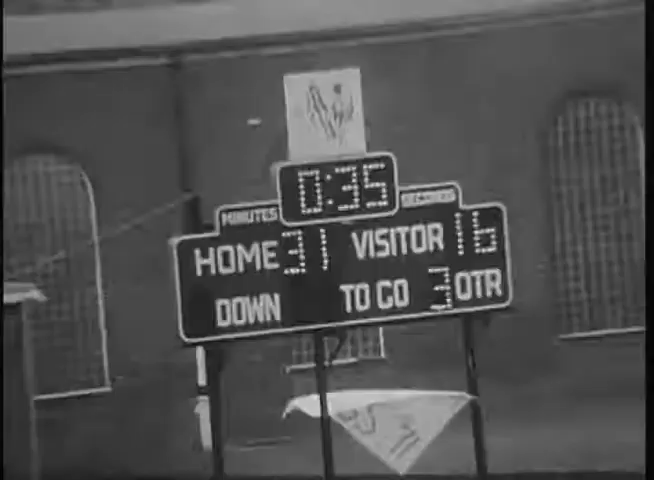 0:35
MINUTES SECONDS
HOME 31 VISITOR 16
DOWN TO GO 3 QTR